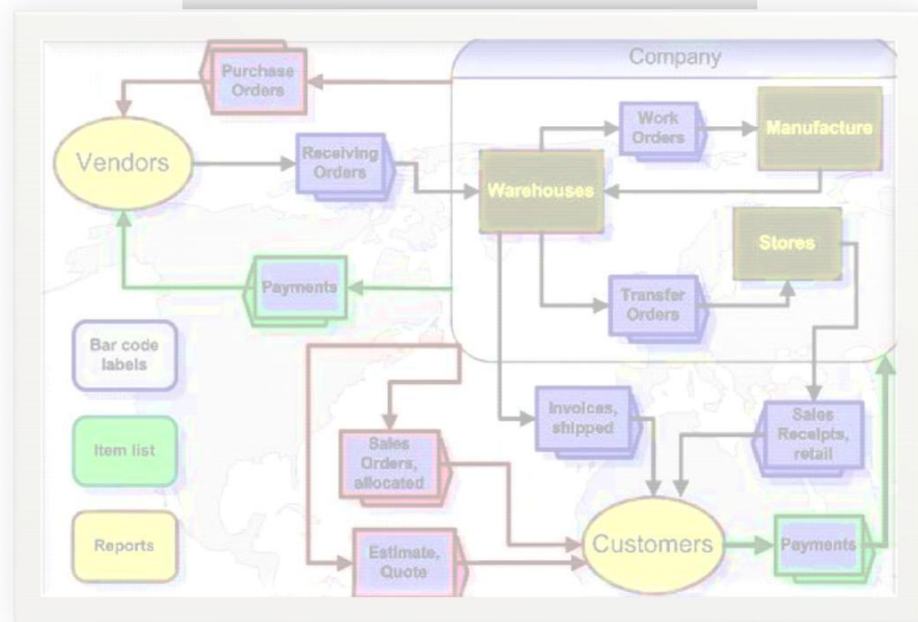 Company
Purchase
Orders
Work
Orders
Manufacture
Vendors
Receiving
Orders
Warehouses
Stores
Payments
Transfer
Orders
Bar code
labels
Invoices,
shipped
Sales
Receipts,
retail
Item list
Sales
Orders,
allocated
Reports
Estimate,
Quote
Customers
Payments